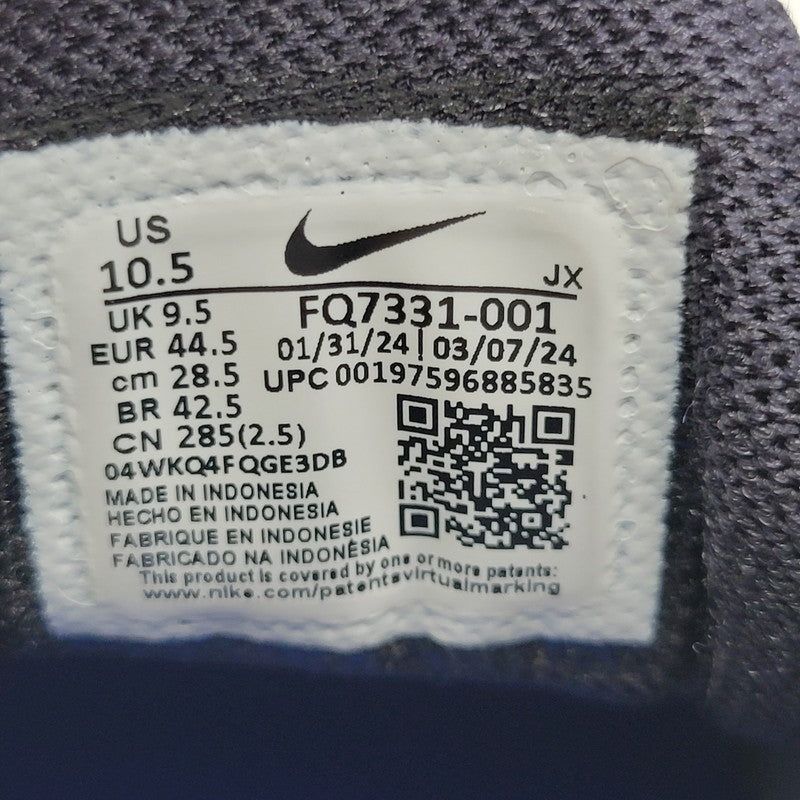 US
10.5
JX
UK 9.5
FQ7331-001
EUR 44.5
01/31/24 | 03/07/24
cm 28.5
UPC 00197596885835
BR 42.5
CN 285(2.5)
04WKQ4FQGE3DB
MADE IN INDONESIA
HECHO EN INDONESIA
FABRIQUE EN INDONESIE
FABRICADO NA INDONÉSIA
This product is covered by one or more patents:
www.nike.com/patentsvirtualmarking